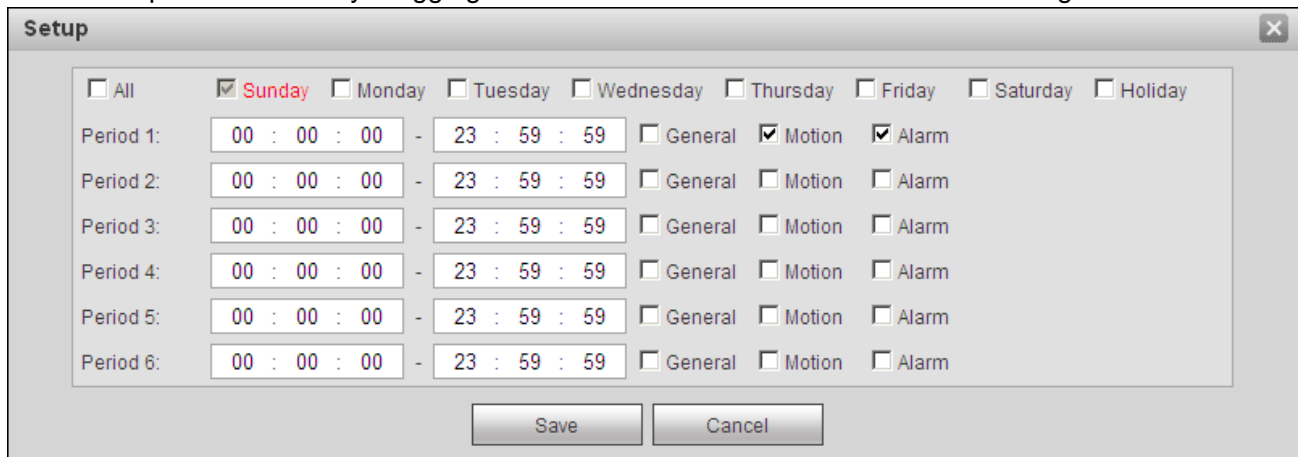 Setup
All Sunday Monday Tuesday Wednesday Thursday Friday Saturday Holiday
Period 1: 00 : 00 : 00 - 23 : 59 : 59 General Motion Alarm
Period 2: 00 : 00 : 00 - 23 : 59 : 59 General Motion Alarm
Period 3: 00 : 00 : 00 - 23 : 59 : 59 General Motion Alarm
Period 4: 00 : 00 : 00 - 23 : 59 : 59 General Motion Alarm
Period 5: 00 : 00 : 00 - 23 : 59 : 59 General Motion Alarm
Period 6: 00 : 00 : 00 - 23 : 59 : 59 General Motion Alarm
Save Cancel